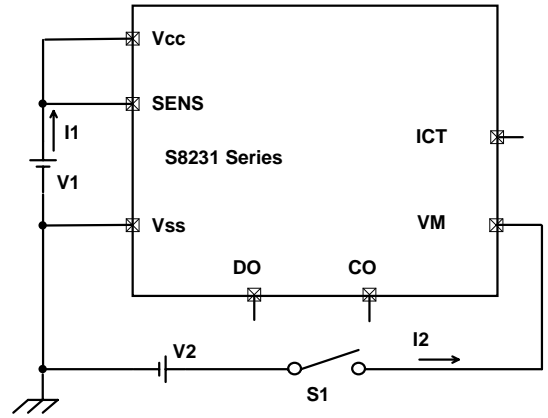 Vcc
SENS
I1
ICT
S8231 Series
V1
Vss
VM
DO
CO
V2
I2
S1